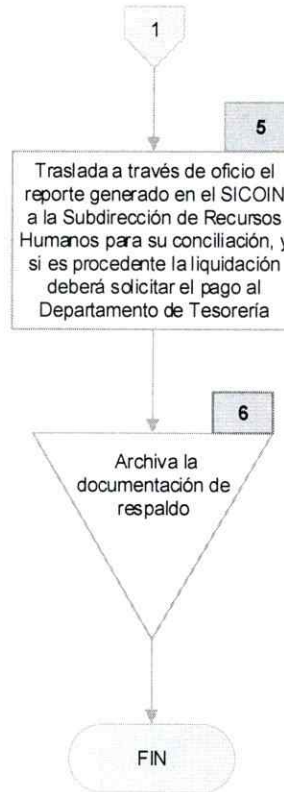 1
5
Traslada a través de oficio el
reporte generado en el SICOIN
a la Subdirección de Recursos
Humanos para su conciliación, y
si es procedente la liquidación
deberá solicitar el pago al
Departamento de Tesorería
6
Archiva la
documentación de
respaldo
FIN